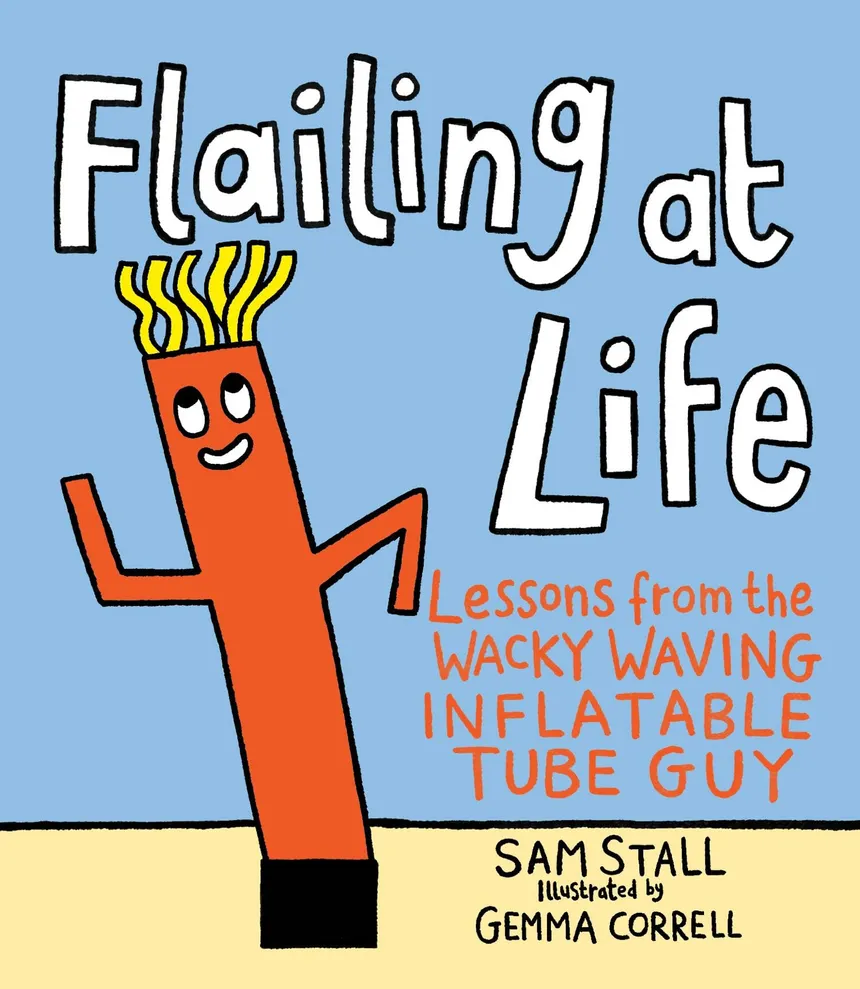 Flailing at
Life
Lessons from the
WACKY WAVING
INFLATABLE
TUBE GUY
SAM STALL
Illustrated by
GEMMA CORRELL